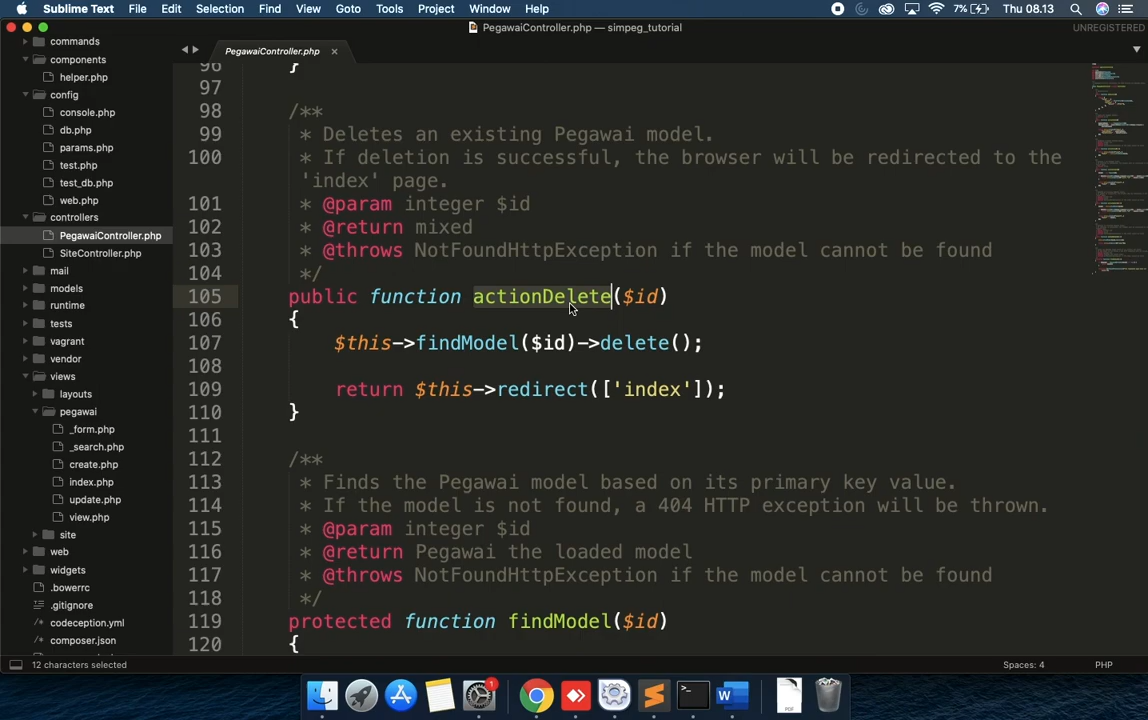 Sublime Text File Edit Selection Find View Goto Tools Project Window Help 7% Thu 08.13
PegawaiController.php — simpeg_tutorial UNREGISTERED
commands
components
helper.php
config
console.php
db.php
params.php
test.php
test_db.php
web.php
controllers
PegawaiController.php
SiteController.php
mail
models
runtime
tests
vagrant
vendor
views
layouts
pegawai
_form.php
_search.php
create.php
index.php
update.php
view.php
site
web
widgets
.bowerrc
.gitignore
codeception.yml
composer.json
PegawaiController.php ×
96 }
97
98 /**
99 * Deletes an existing Pegawai model.
100 * If deletion is successful, the browser will be redirected to the
'index' page.
101 * @param integer $id
102 * @return mixed
103 * @throws NotFoundHttpException if the model cannot be found
104 */
105 public function actionDelete($id)
106 {
107 $this->findModel($id)->delete();
108
109 return $this->redirect(['index']);
110 }
111
112 /**
113 * Finds the Pegawai model based on its primary key value.
114 * If the model is not found, a 404 HTTP exception will be thrown.
115 * @param integer $id
116 * @return Pegawai the loaded model
117 * @throws NotFoundHttpException if the model cannot be found
118 */
119 protected function findModel($id)
120 {
12 characters selected Spaces: 4 PHP
1
PDF